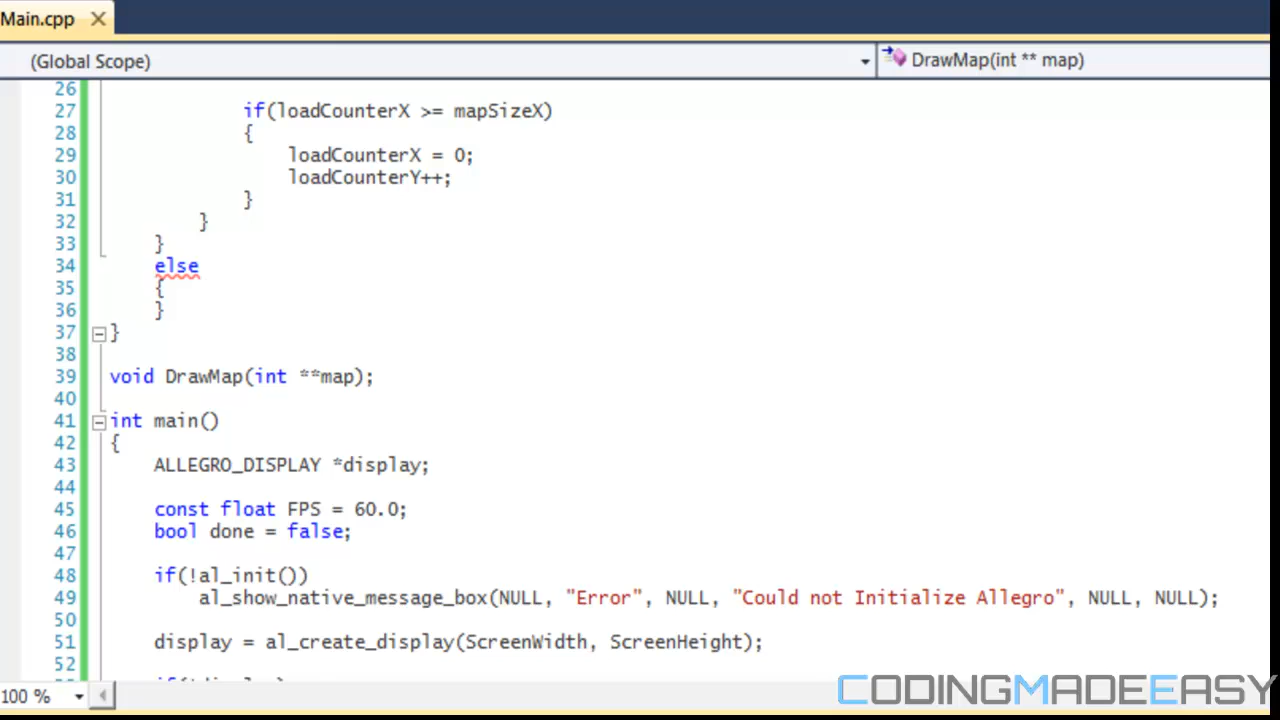 Main.cpp
(Global Scope)
DrawMap(int ** map)
26
27 if(loadCounterX >= mapSizeX)
28 {
29 loadCounterX = 0;
30 loadCounterY++;
31 }
32 }
33 }
34 else
35 {
36 }
37 }
38
39 void DrawMap(int **map);
40
41 int main()
42 {
43 ALLEGRO_DISPLAY *display;
44
45 const float FPS = 60.0;
46 bool done = false;
47
48 if(!al_init())
49 al_show_native_message_box(NULL, "Error", NULL, "Could not Initialize Allegro", NULL, NULL);
50
51 display = al_create_display(ScreenWidth, ScreenHeight);
52
100 %
CODINGMADEEASY